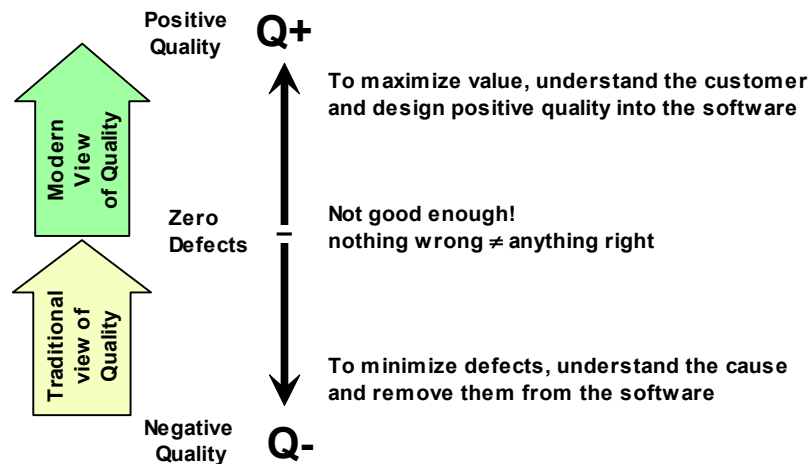 Positive
Quality
Q+
To maximize value, understand the customer
and design positive quality into the software
Modern
View
of Quality
Zero
Defects
Not good enough!
nothing wrong ≠ anything right
Traditional
view of
Quality
To minimize defects, understand the cause
and remove them from the software
Negative
Quality
Q-